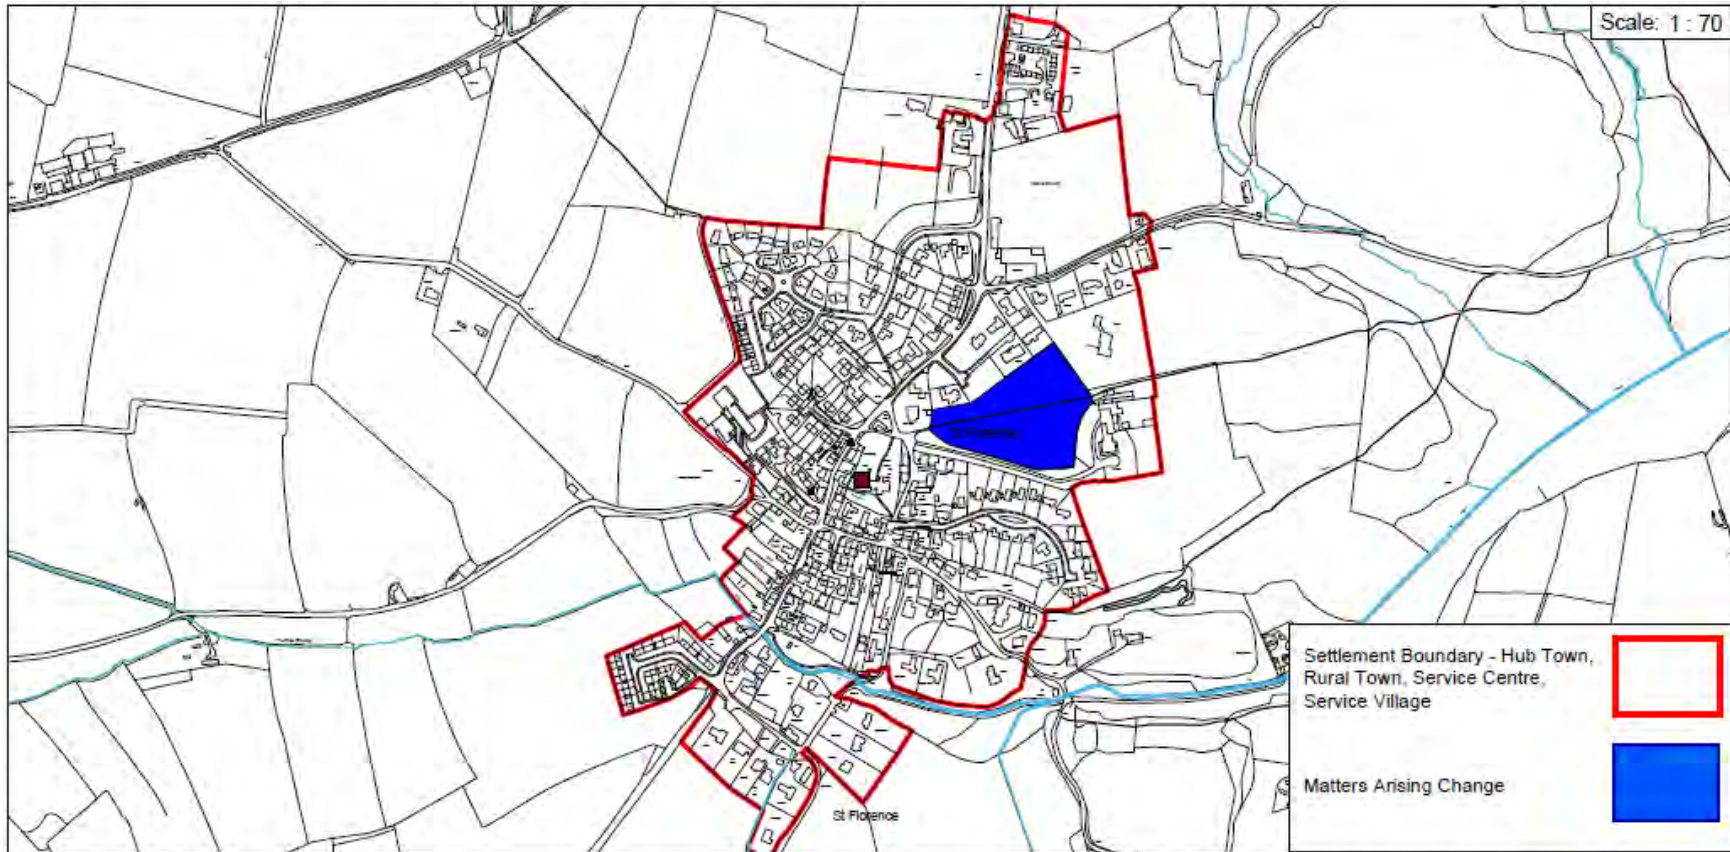 Scale: 1 : 70
St Florence
Settlement Boundary - Hub Town,
Rural Town, Service Centre,
Service Village
Matters Arising Change
St Florence